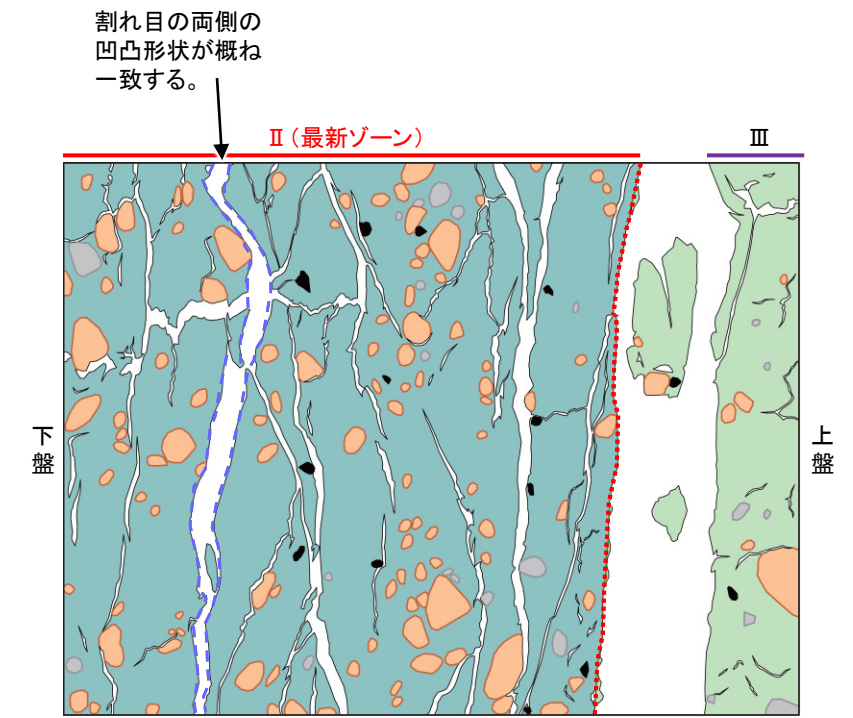 割れ目の両側の
凹凸形状が概ね
一致する。
Ⅱ（最新ゾーン）
Ⅲ
下盤
上盤